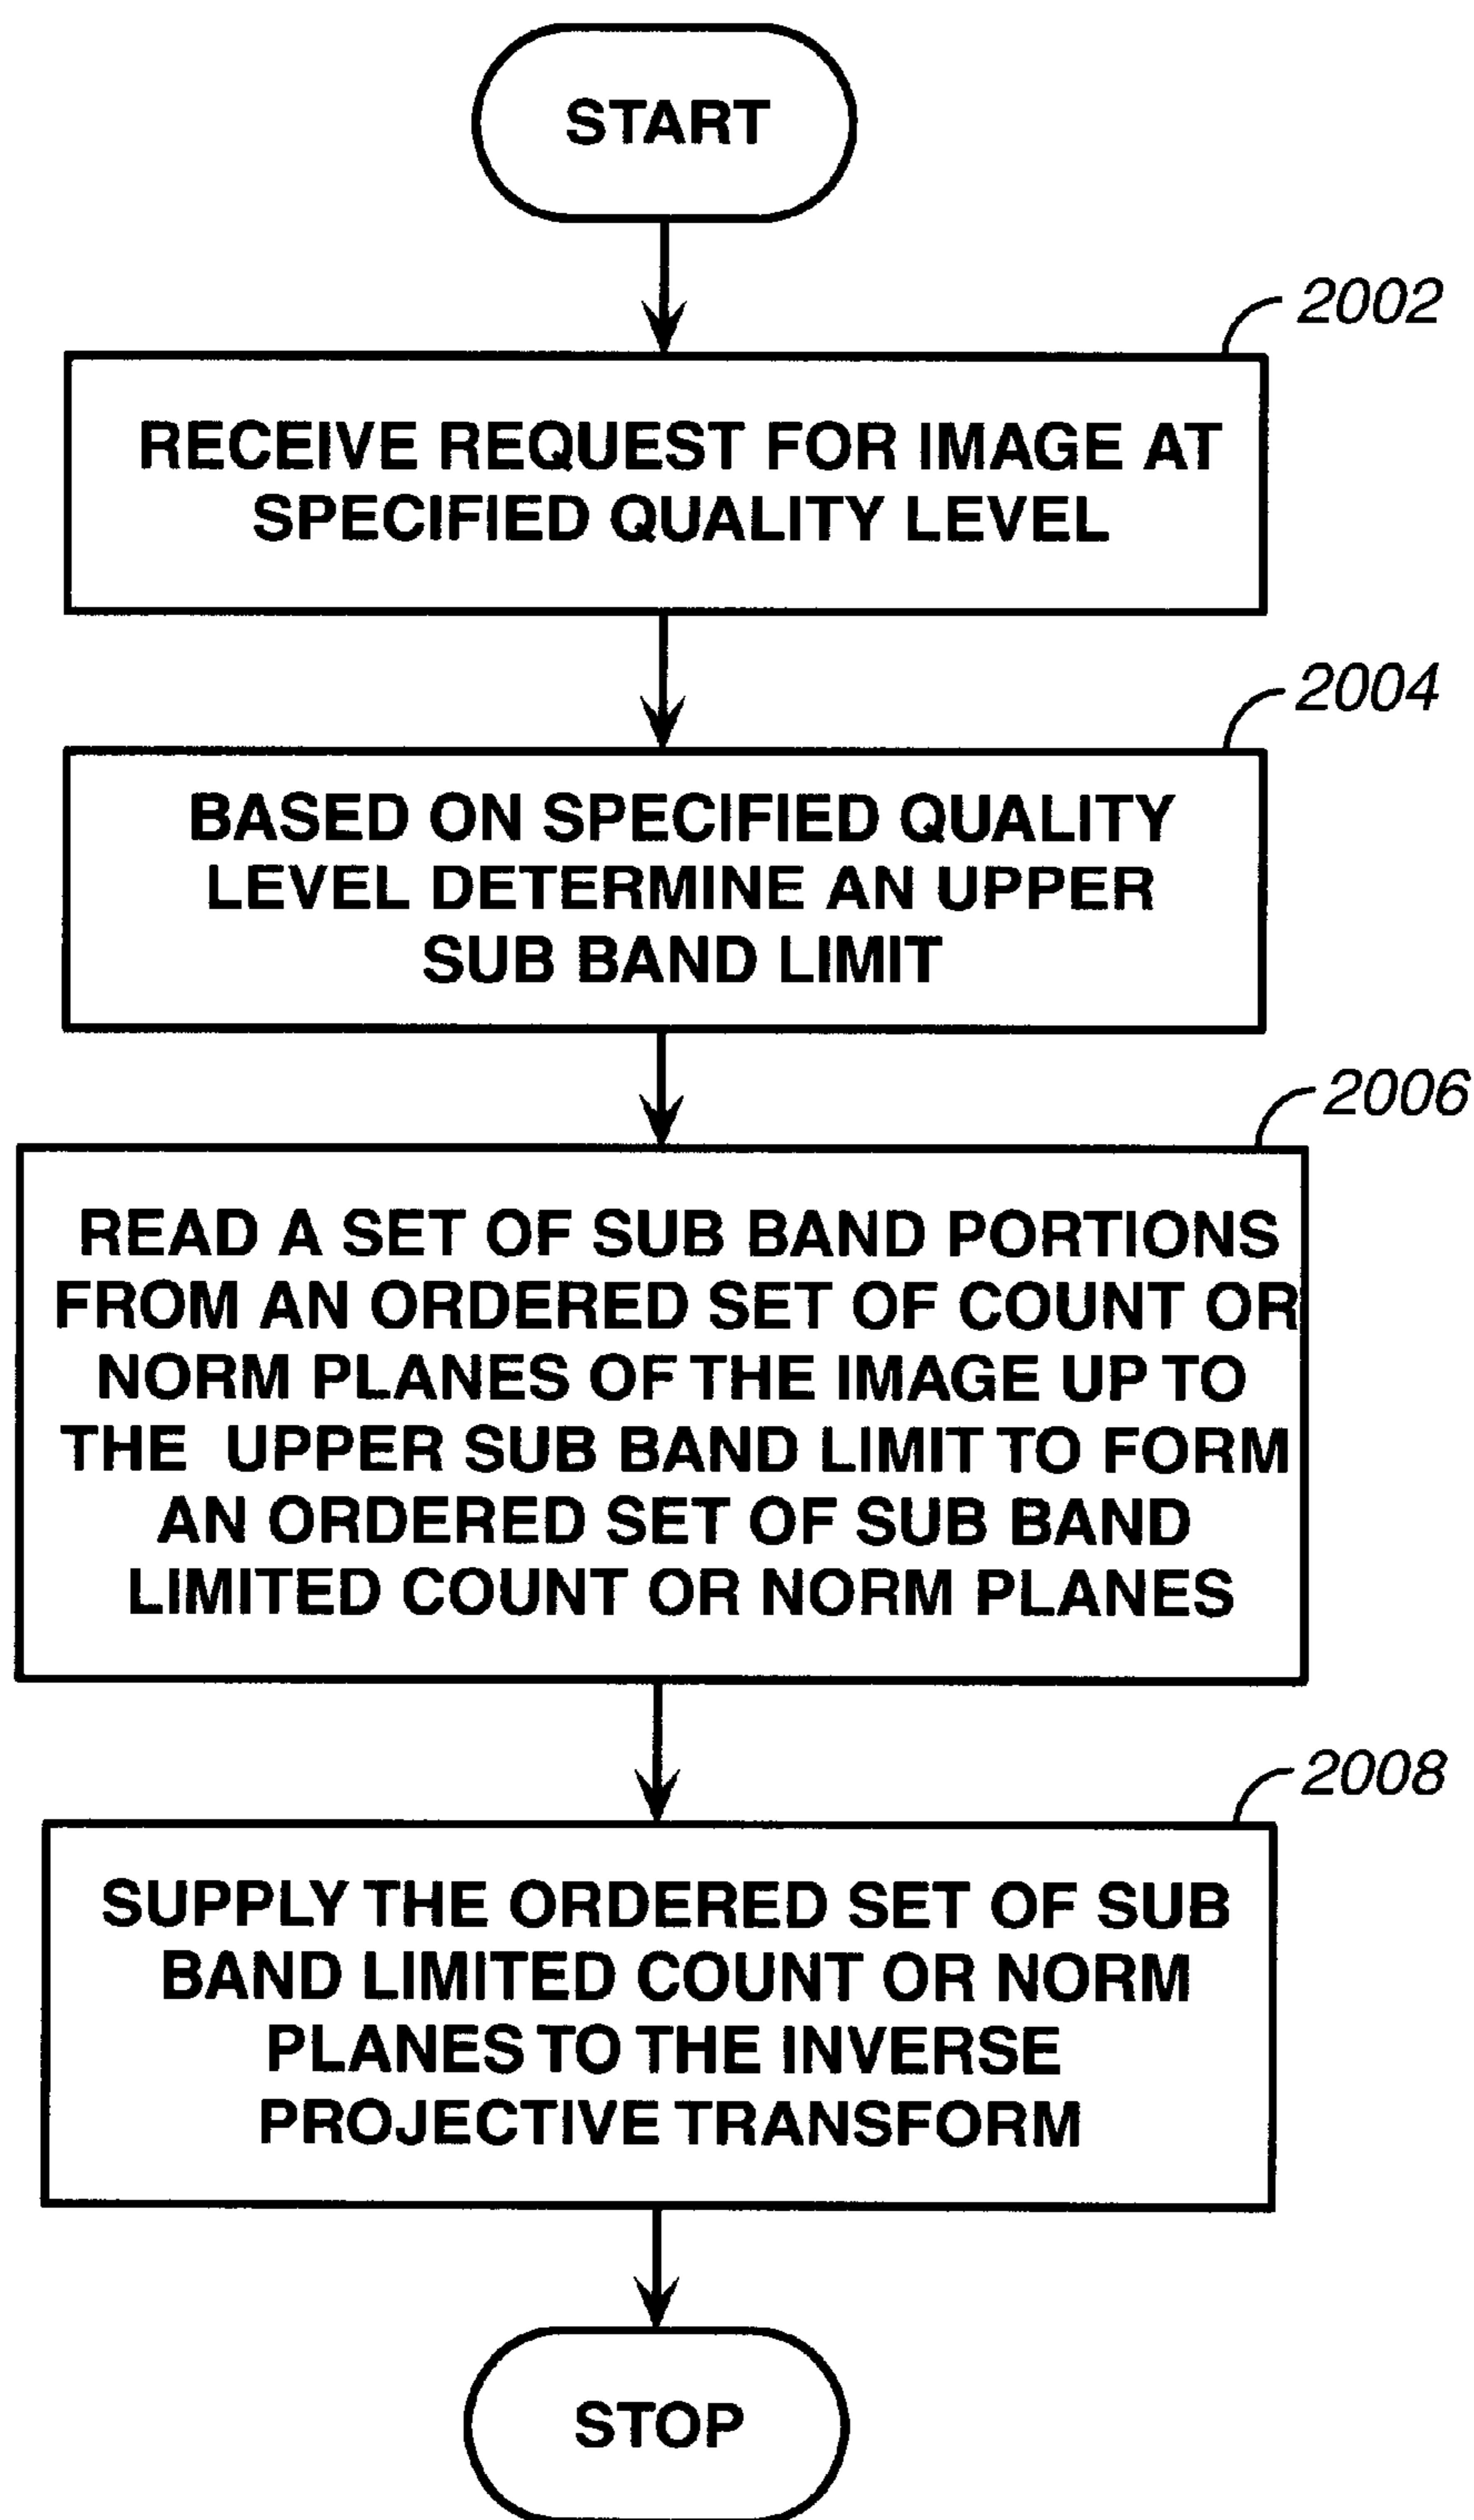 START
2002
RECEIVE REQUEST FOR IMAGE AT
SPECIFIED QUALITY LEVEL
2004
BASED ON SPECIFIED QUALITY
LEVEL DETERMINE AN UPPER
SUB BAND LIMIT
2006
READ A SET OF SUB BAND PORTIONS
FROM AN ORDERED SET OF COUNT OR
NORM PLANES OF THE IMAGE UP TO
THE UPPER SUB BAND LIMIT TO FORM
AN ORDERED SET OF SUB BAND
LIMITED COUNT OR NORM PLANES
2008
SUPPLY THE ORDERED SET OF SUB
BAND LIMITED COUNT OR NORM
PLANES TO THE INVERSE
PROJECTIVE TRANSFORM
STOP